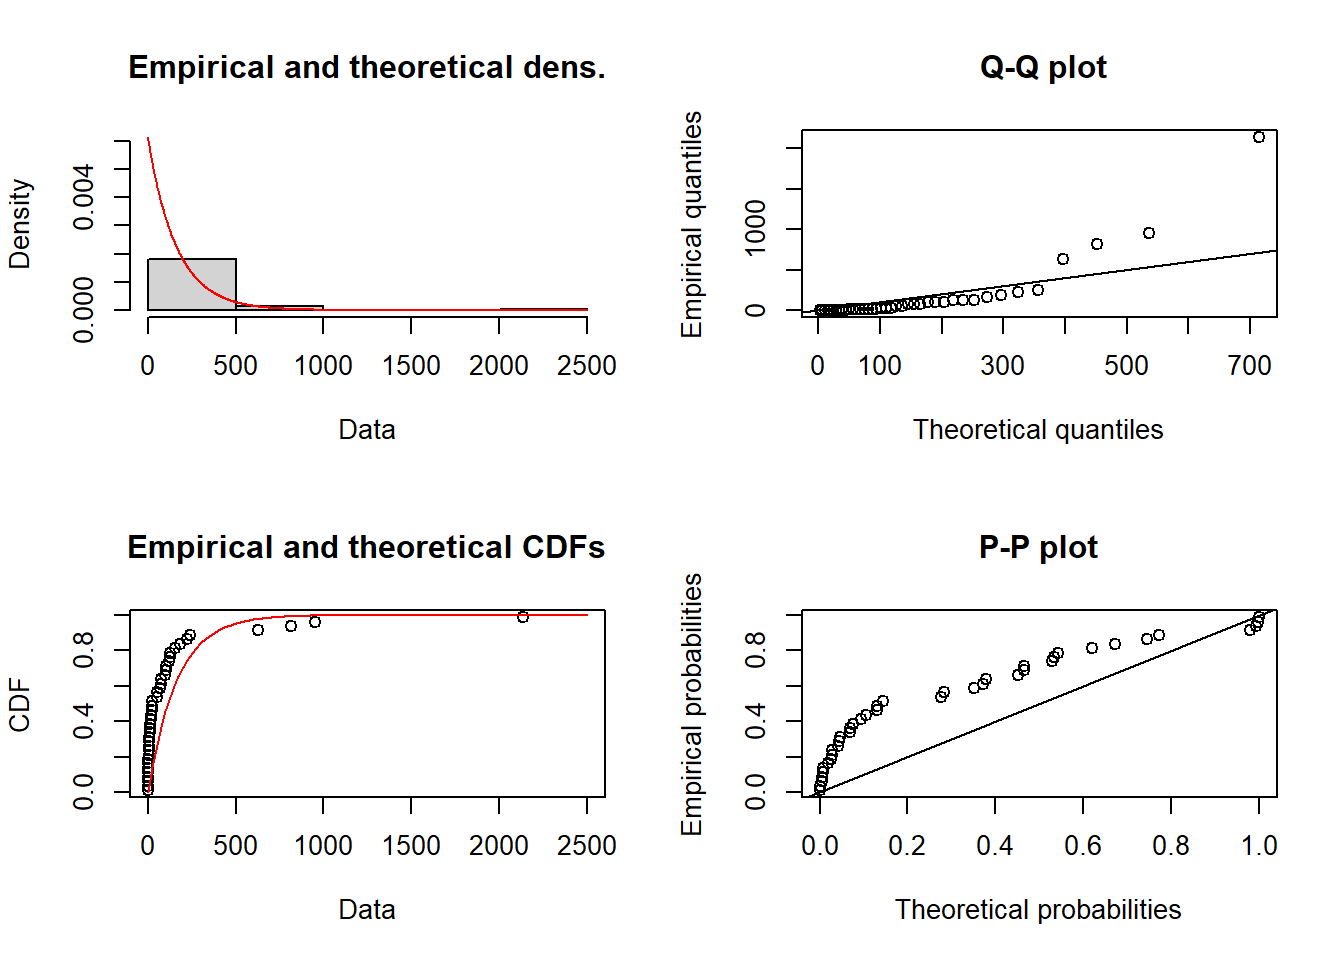 Empirical and theoretical dens.
Density
0.000
0.004
0 500 1000 1500 2000 2500
Data
Q-Q plot
Empirical quantiles
0
1000
0 100 300 500 700
Theoretical quantiles
Empirical and theoretical CDFs
CDF
0.0
0.4
0.8
0 500 1000 1500 2000 2500
Data
P-P plot
Empirical probabilities
0.0
0.4
0.8
0.0 0.2 0.4 0.6 0.8 1.0
Theoretical probabilities